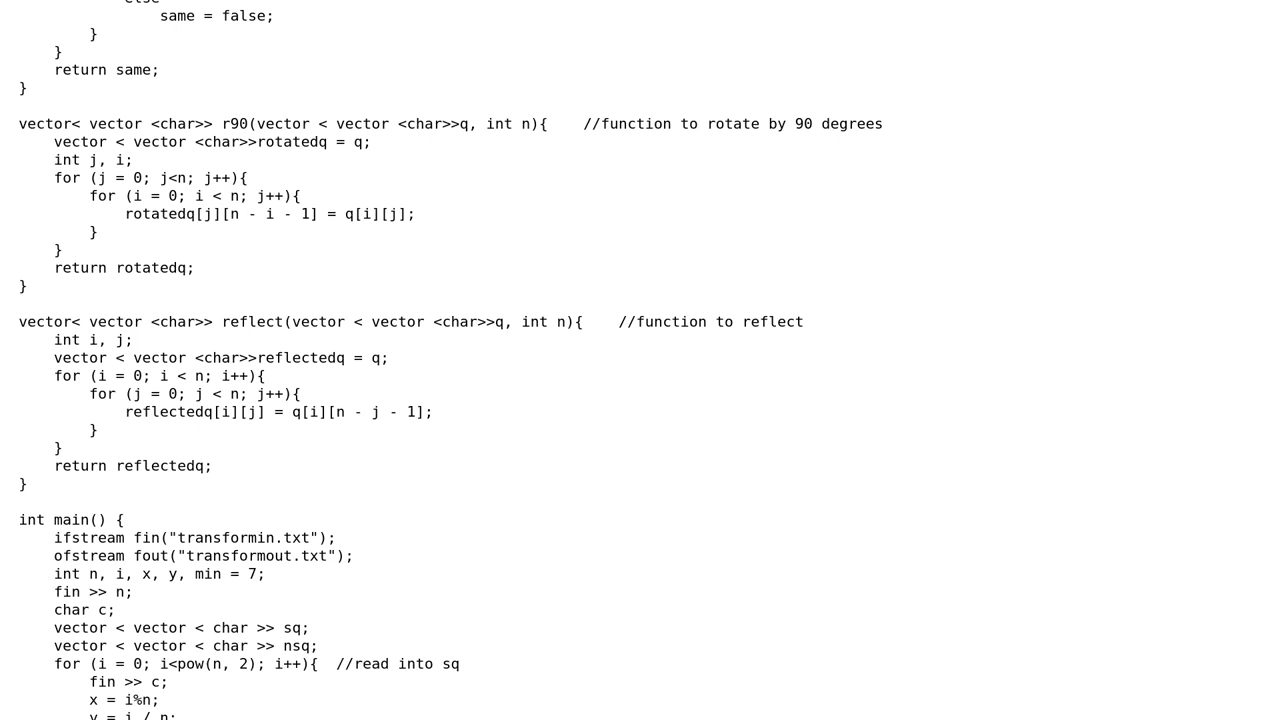 else
same = false;
}
}
return same;
}
vector< vector <char>> r90(vector < vector <char>>q, int n){    //function to rotate by 90 degrees
vector < vector <char>>rotatedq = q;
int j, i;
for (j = 0; j<n; j++){
for (i = 0; i < n; j++){
rotatedq[j][n - i - 1] = q[i][j];
}
}
return rotatedq;
}
vector< vector <char>> reflect(vector < vector <char>>q, int n){    //function to reflect
int i, j;
vector < vector <char>>reflectedq = q;
for (i = 0; i < n; i++){
for (j = 0; j < n; j++){
reflectedq[i][j] = q[i][n - j - 1];
}
}
return reflectedq;
}
int main() {
ifstream fin("transformin.txt");
ofstream fout("transformout.txt");
int n, i, x, y, min = 7;
fin >> n;
char c;
vector < vector < char >> sq;
vector < vector < char >> nsq;
for (i = 0; i<pow(n, 2); i++){  //read into sq
fin >> c;
x = i%n;
y = i / n;